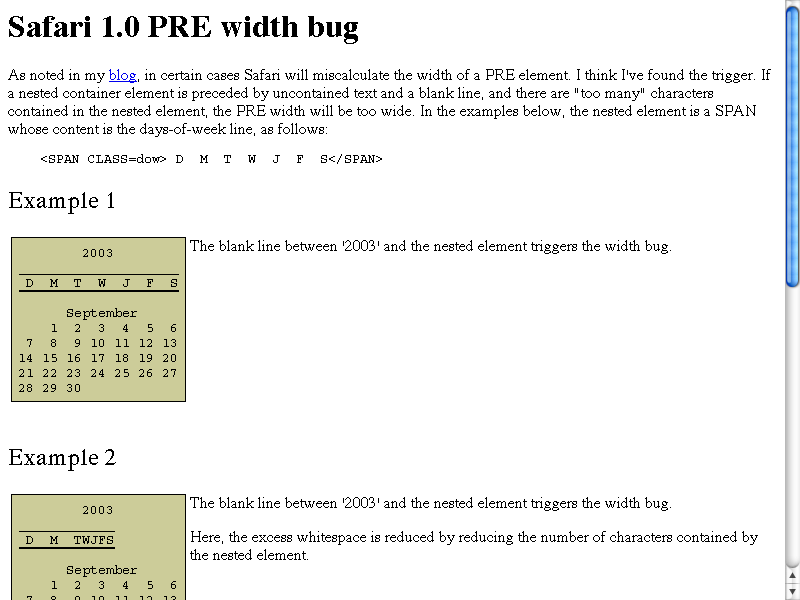 Safari 1.0 PRE width bug
As noted in my blog, in certain cases Safari will miscalculate the width of a PRE element. I think I've found the trigger. If
a nested container element is preceded by uncontained text and a blank line, and there are "too many" characters
contained in the nested element, the PRE width will be too wide. In the examples below, the nested element is a SPAN
whose content is the days-of-week line, as follows:
<SPAN CLASS=dow> D  M  T  W  J  F  S</SPAN>
Example 1
2003
D  M  T  W  J  F  S
September
1  2  3  4  5  6
7  8  9 10 11 12 13
14 15 16 17 18 19 20
21 22 23 24 25 26 27
28 29 30
The blank line between '2003' and the nested element triggers the width bug.
Example 2
2003
D  M  TWJFS
September
1  2  3  4  5  6
7  8  9 10 11 12 13
The blank line between '2003' and the nested element triggers the width bug.
Here, the excess whitespace is reduced by reducing the number of characters contained by
the nested element.